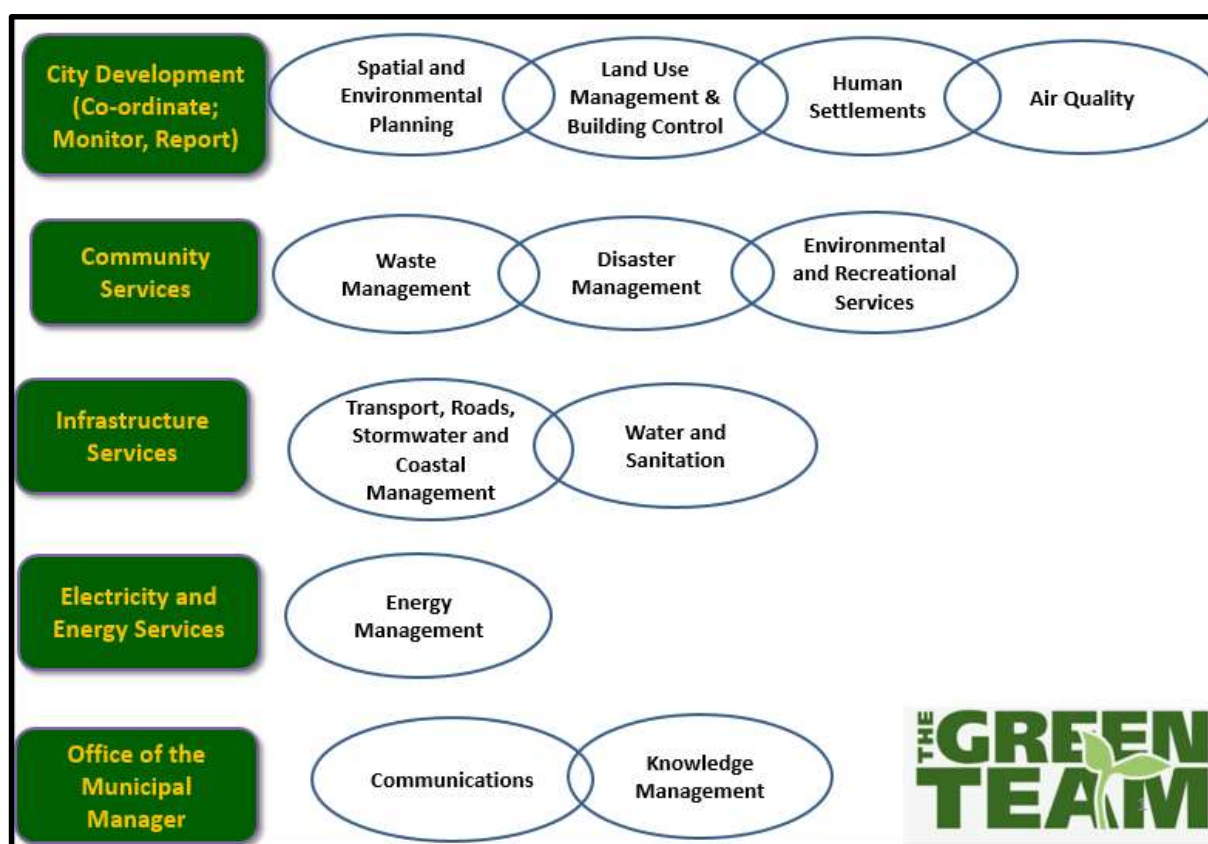 City Development
(Co-ordinate;
Monitor, Report)
Spatial and
Environmental
Planning
Land Use
Management &
Building Control
Human
Settlements
Air Quality
Community
Services
Waste
Management
Disaster
Management
Environmental
and Recreational
Services
Infrastructure
Services
Transport, Roads,
Stormwater and
Coastal
Management
Water and
Sanitation
Electricity and
Energy Services
Energy
Management
Office of the
Municipal
Manager
Communications
Knowledge
Management
THE
GREEN
TEAM
1